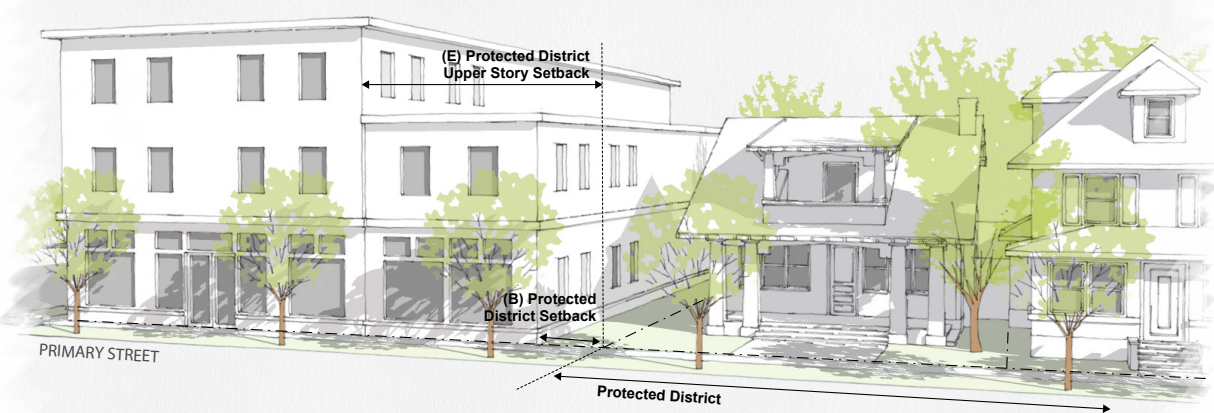 (E) Protected District
Upper Story Setback
(B) Protected
District Setback
PRIMARY STREET
Protected District